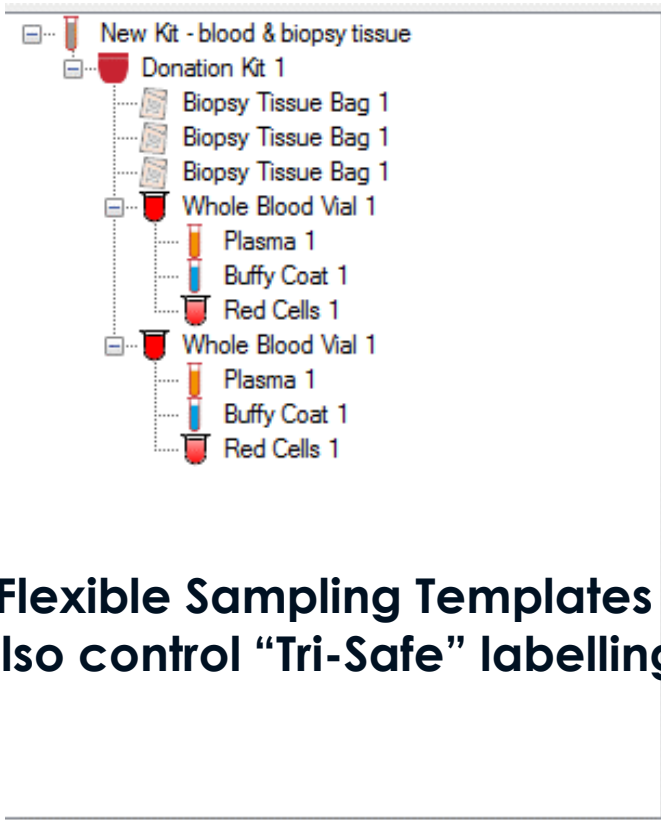 New Kit - blood & biopsy tissue
Donation Kit 1
Biopsy Tissue Bag 1
Biopsy Tissue Bag 1
Biopsy Tissue Bag 1
Whole Blood Vial 1
Plasma 1
Buffy Coat 1
Red Cells 1
Whole Blood Vial 1
Plasma 1
Buffy Coat 1
Red Cells 1
Flexible Sampling Templates
lso control “Tri-Safe” labelling